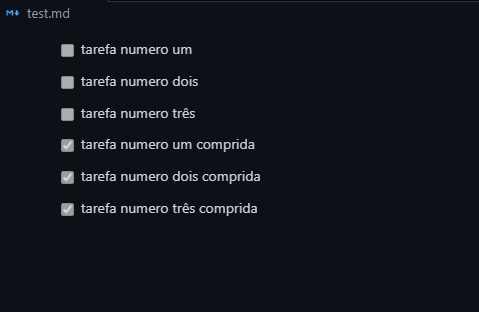 M↓ test.md
tarefa numero um
tarefa numero dois
tarefa numero três
tarefa numero um comprida
tarefa numero dois comprida
tarefa numero três comprida